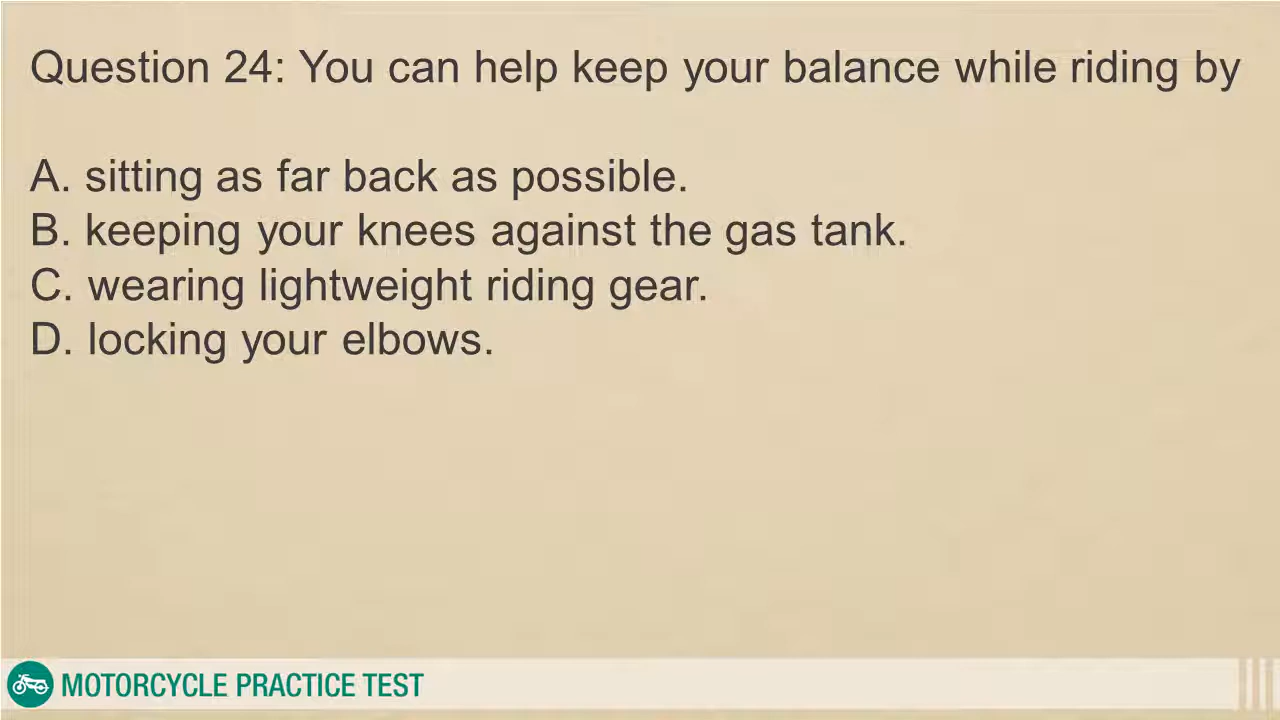 Question 24: You can help keep your balance while riding by
A. sitting as far back as possible.
B. keeping your knees against the gas tank.
C. wearing lightweight riding gear.
D. locking your elbows.
MOTORCYCLE PRACTICE TEST